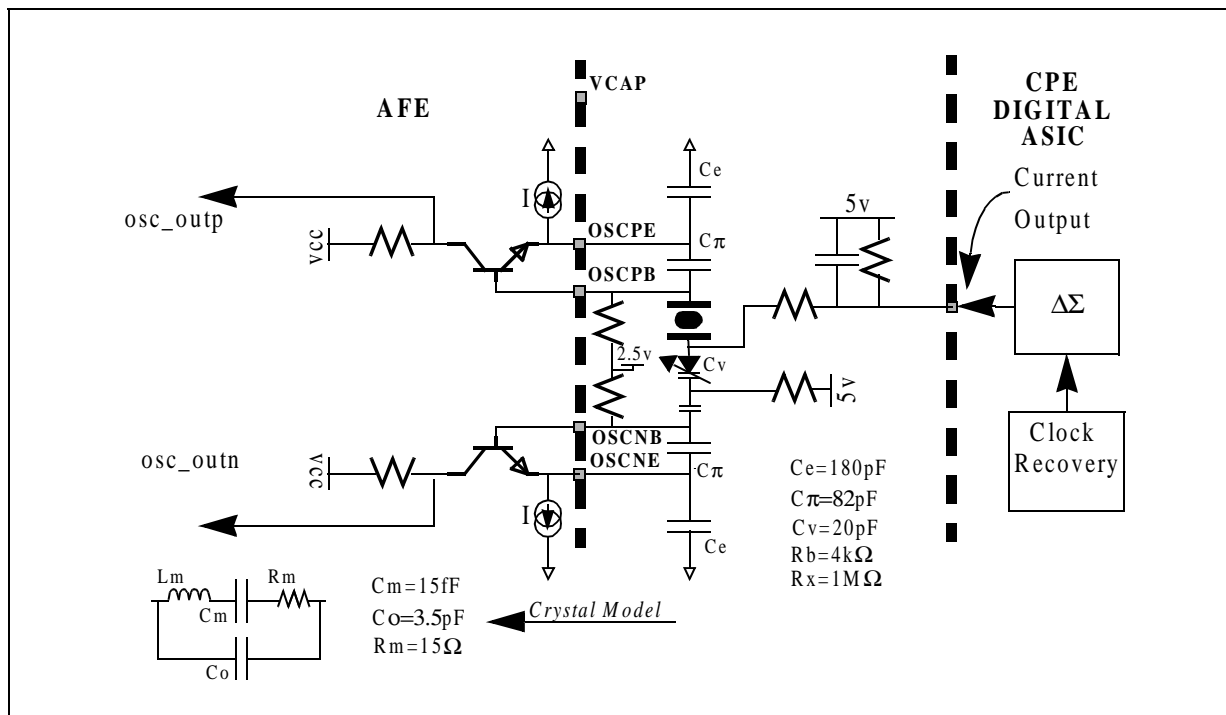 VCAP
AFE
CPE
DIGITAL
ASIC
Ce
Current
Output
I
5v
osc_outp
OSCPE
Cπ
vcc
OSCPB
ΔΣ
2.5v
Cv
5v
OSCNB
Clock
Recovery
osc_outn
OSCNE
vcc
Cπ
Ce=180pF
Cπ=82pF
Cv=20pF
Rb=4kΩ
Rx=1MΩ
I
Ce
Lm
Rm
Cm
Co
Cm=15fF
Co=3.5pF
Rm=15Ω
Crystal Model